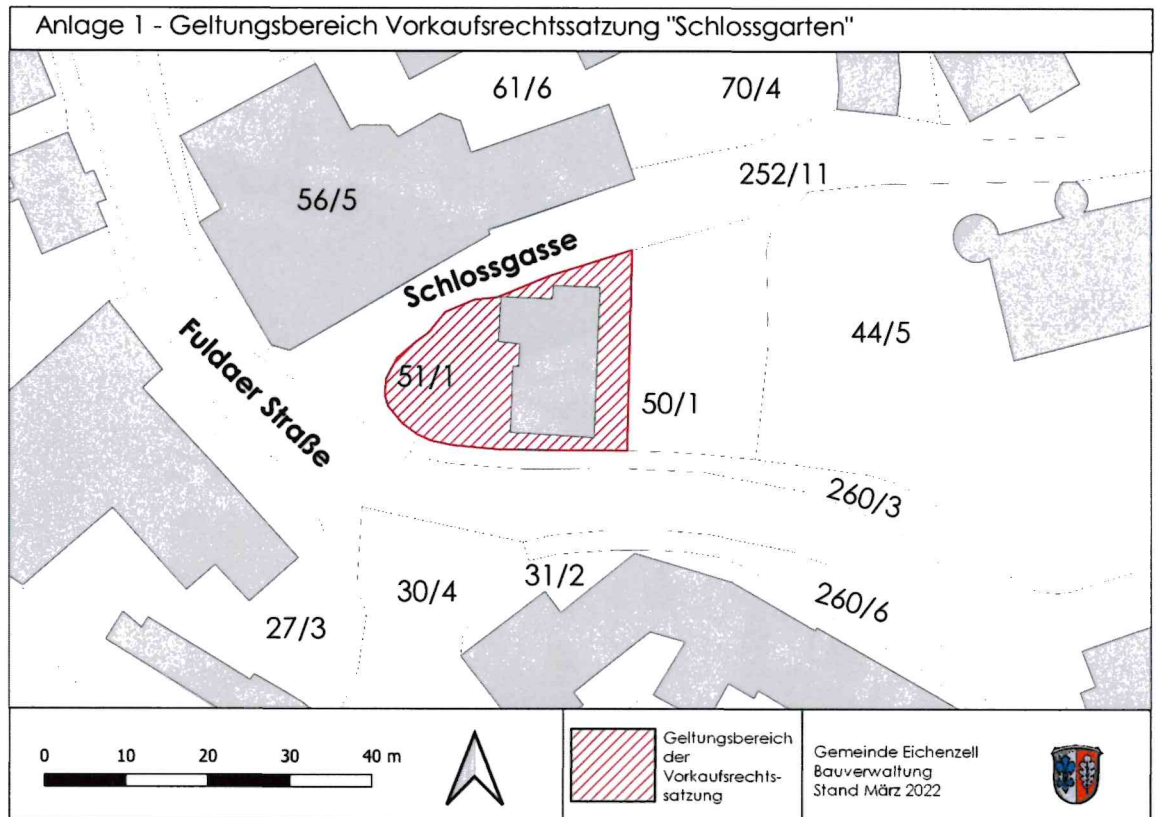 Anlage 1 - Geltungsbereich Vorkaufsrechtssatzung "Schlossgarten"
61/6
70/4
252/11
56/5
Schlossgasse
44/5
Fuldaer Straße
51/1
50/1
260/3
31/2
30/4
260/6
27/3
0 10 20 30 40 m
Geltungsbereich
der
Vorkaufsrechts-
satzung
Gemeinde Eichenzell
Bauverwaltung
Stand März 2022